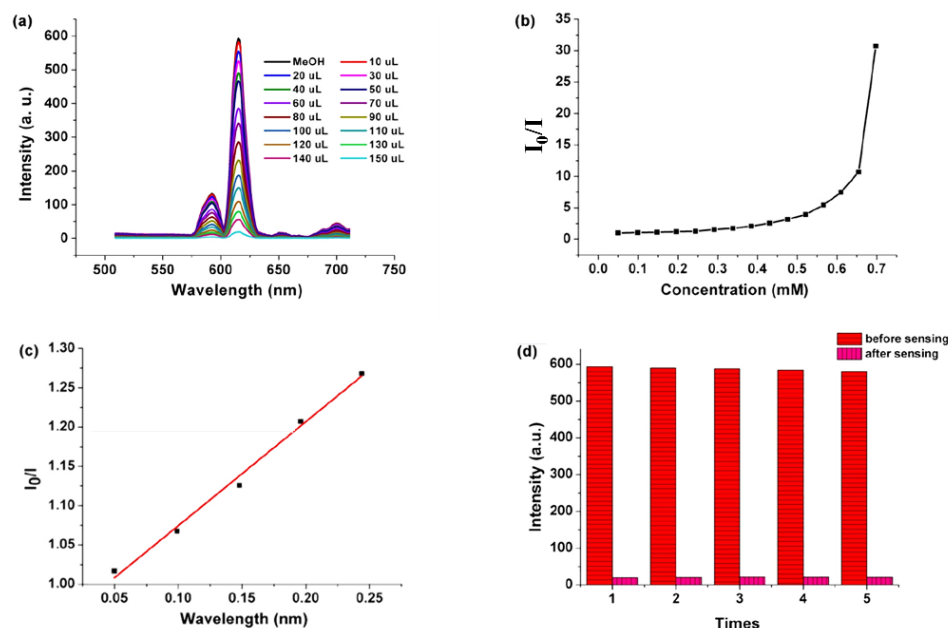 (a)
600
500
400
300
200
100
0
Intensity (a. u.)
MeOH 10 uL
20 uL 30 uL
40 uL 50 uL
60 uL 70 uL
80 uL 90 uL
100 uL 110 uL
120 uL 130 uL
140 uL 150 uL
500 550 600 650 700 750
Wavelength (nm)
(b)
35
30
25
20
15
10
5
0
I0/I
0.0 0.1 0.2 0.3 0.4 0.5 0.6 0.7
Concentration (mM)
(c)
1.30
1.25
1.20
1.15
1.10
1.05
1.00
I0/I
0.05 0.10 0.15 0.20 0.25
Wavelength (nm)
(d)
before sensing
after sensing
600
500
400
300
200
100
0
Intensity (a.u.)
1 2 3 4 5
Times